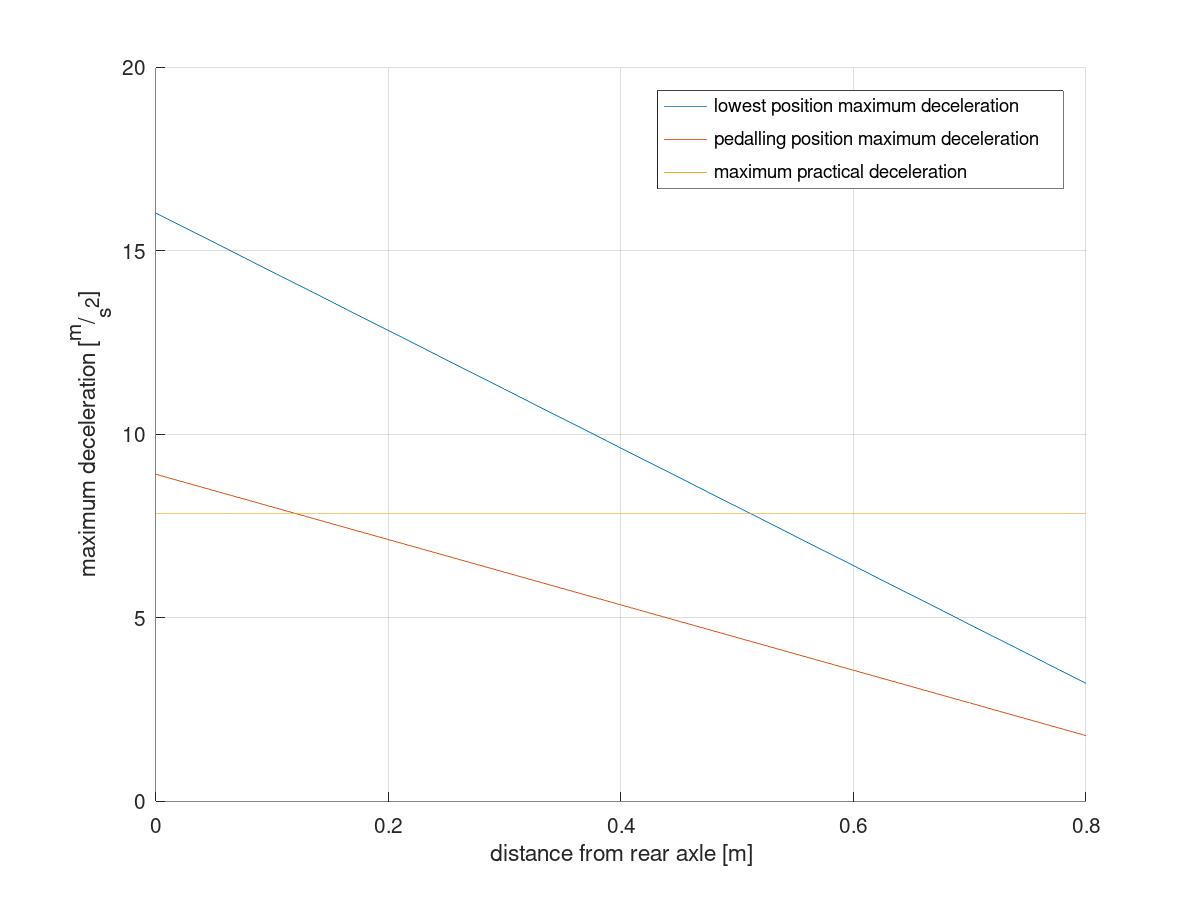 20
15
10
5
0
0
0.2
0.4
0.6
0.8
maximum deceleration [m/s2]
distance from rear axle [m]
lowest position maximum deceleration
pedalling position maximum deceleration
maximum practical deceleration